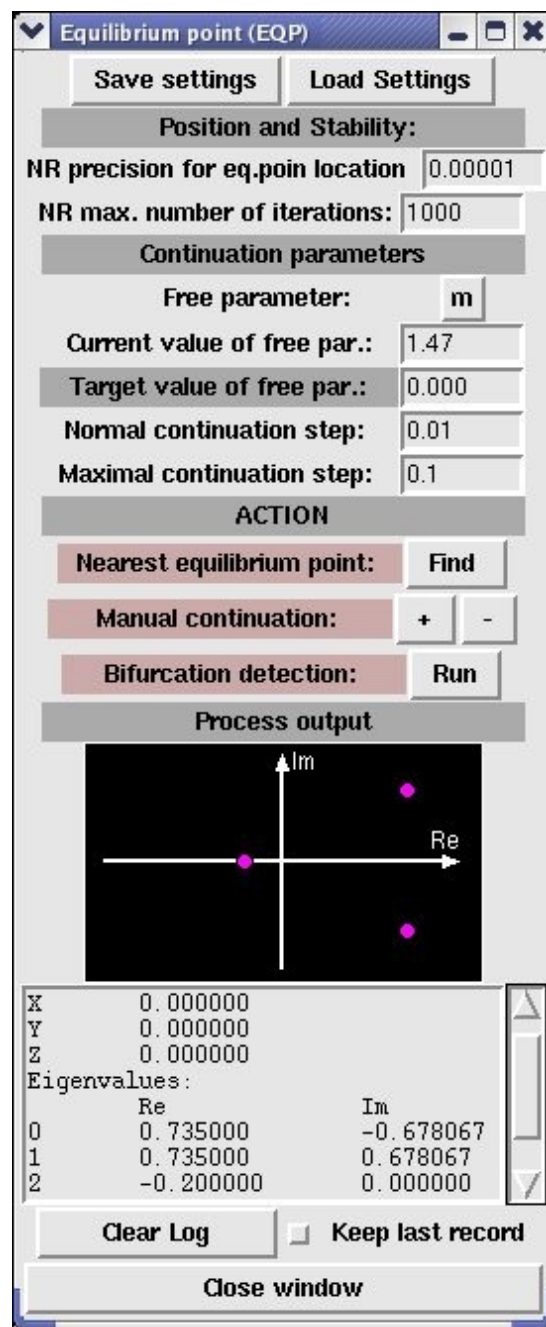 Equilibrium point (EQP)
Save settings Load Settings
Position and Stability:
NR precision for eq.poin location 0.00001
NR max. number of iterations: 1000
Continuation parameters
Free parameter: m
Current value of free par.: 1.47
Target value of free par.: 0.000
Normal continuation step: 0.01
Maximal continuation step: 0.1
ACTION
Nearest equilibrium point: Find
Manual continuation: + -
Bifurcation detection: Run
Process output
Im
Re
X 0.000000
Y 0.000000
Z 0.000000
Eigenvalues:
Re Im
0 0.735000 -0.678067
1 0.735000 0.678067
2 -0.200000 0.000000
Clear Log Keep last record
Close window